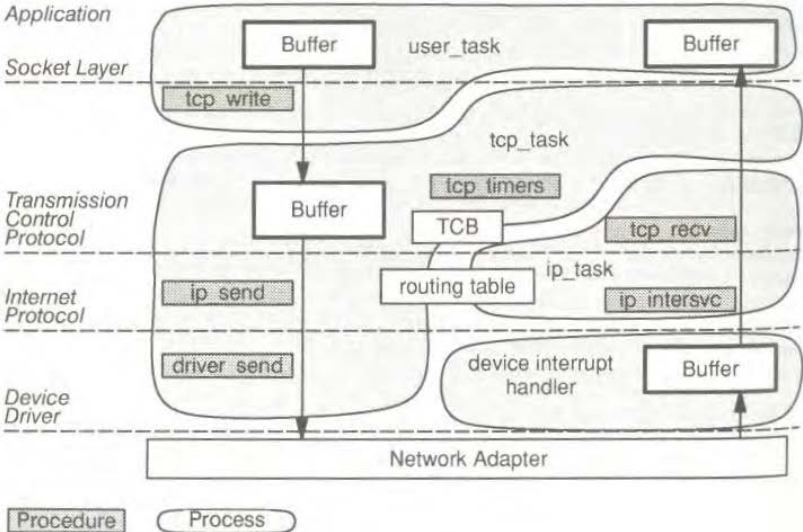 Application
Buffer
user_task
Buffer
Socket Layer
tcp write
tcp_task
tcp timers
Transmission
Control
Protocol
Buffer
TCB
tcp recv
ip_task
Internet
Protocol
ip send
routing table
ip intersvc
driver send
device interrupt
handler
Buffer
Device
Driver
Network Adapter
Procedure
Process